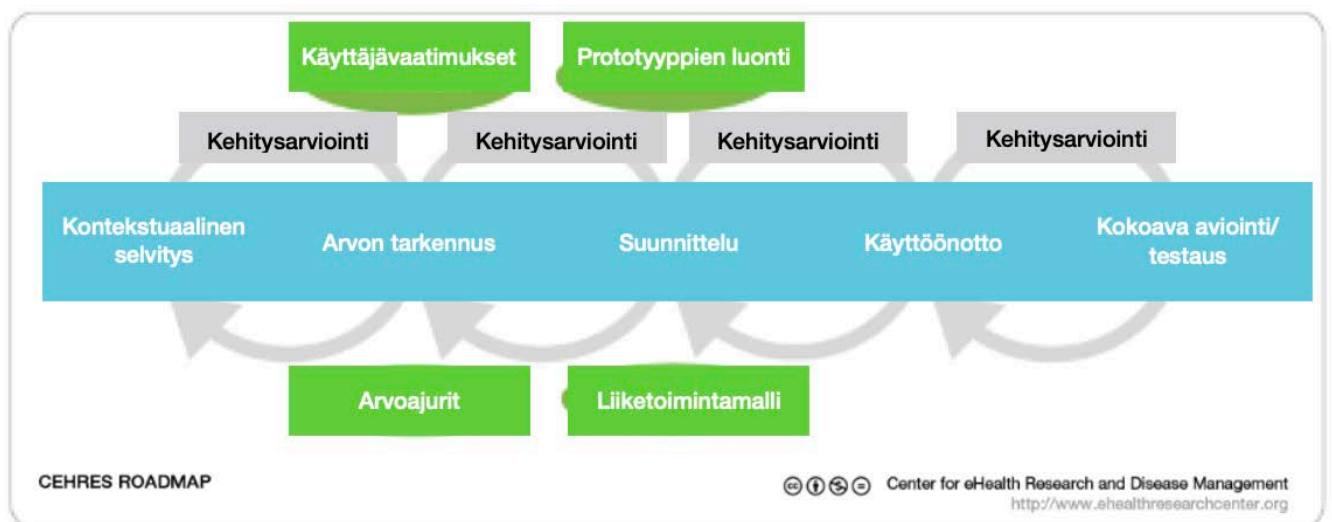 Käyttäjävaatimukset
Prototyyppien luonti
Kehitysarviointi
Kehitysarviointi
Kehitysarviointi
Kehitysarviointi
Kontekstuaalinen
selvitys
Arvon tarkennus
Suunnittelu
Käyttöönotto
Kokoava aviointi/
testaus
Arvoajurit
Liiketoimintamalli
CEHRES ROADMAP
cc Center for eHealth Research and Disease Management
http://www.ehealthresearchcenter.org